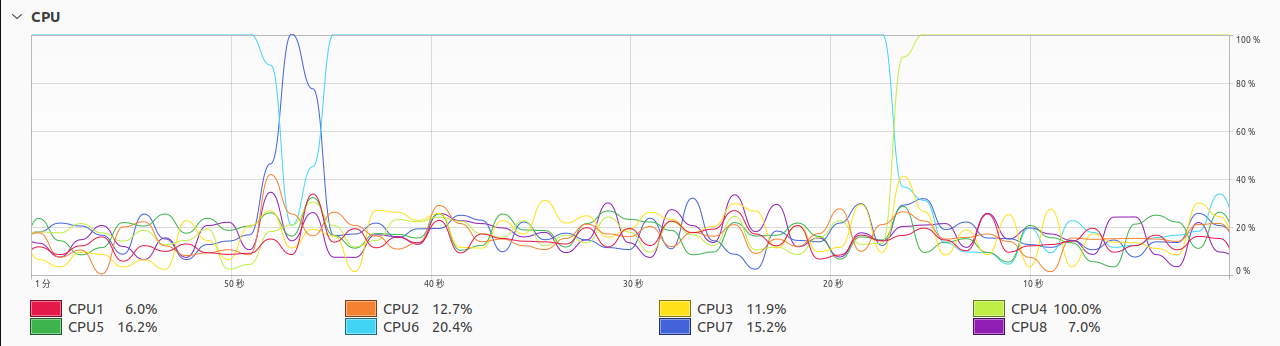 CPU
100 %
80 %
60 %
40 %
20 %
0 %
1 分 50 秒 40 秒 30 秒 20 秒 10 秒
CPU1 6.0% CPU2 12.7% CPU3 11.9% CPU4 100.0%
CPU5 16.2% CPU6 20.4% CPU7 15.2% CPU8 7.0%